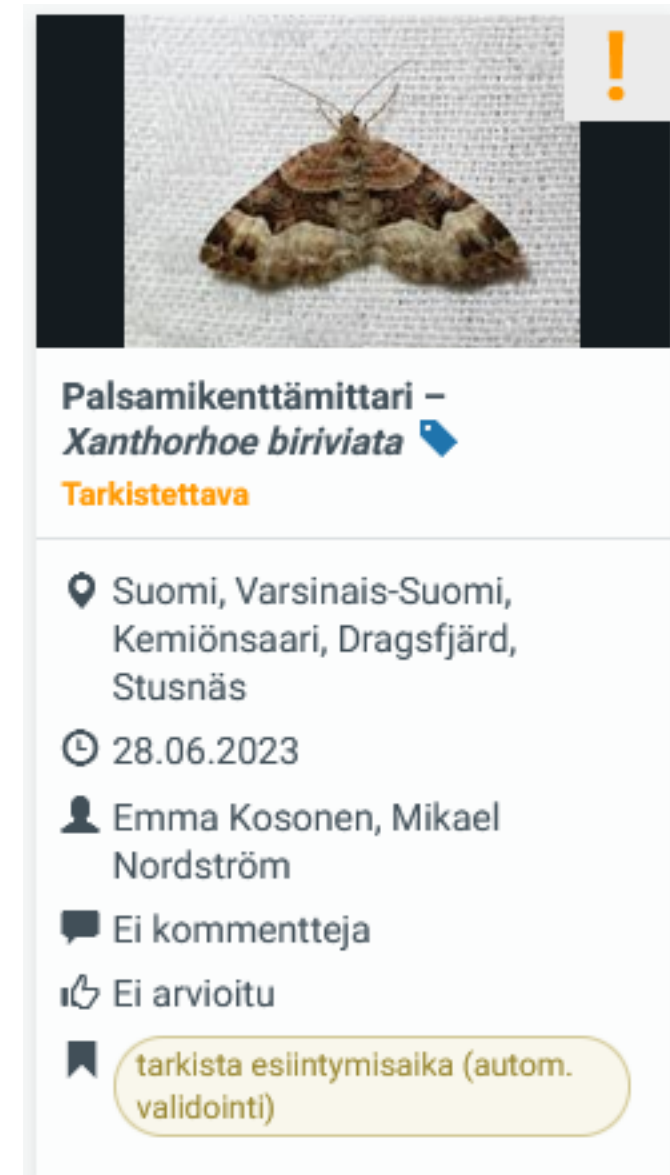 Palsamikenttämittari –
Xanthorhoe biriviata
Tarkistettava
Suomi, Varsinais-Suomi,
Kemiönsaari, Dragsfjärd,
Stusnäs
28.06.2023
Emma Kosonen, Mikael
Nordström
Ei kommentteja
Ei arvioitu
tarkista esiintymisaika (autom.
validointi)